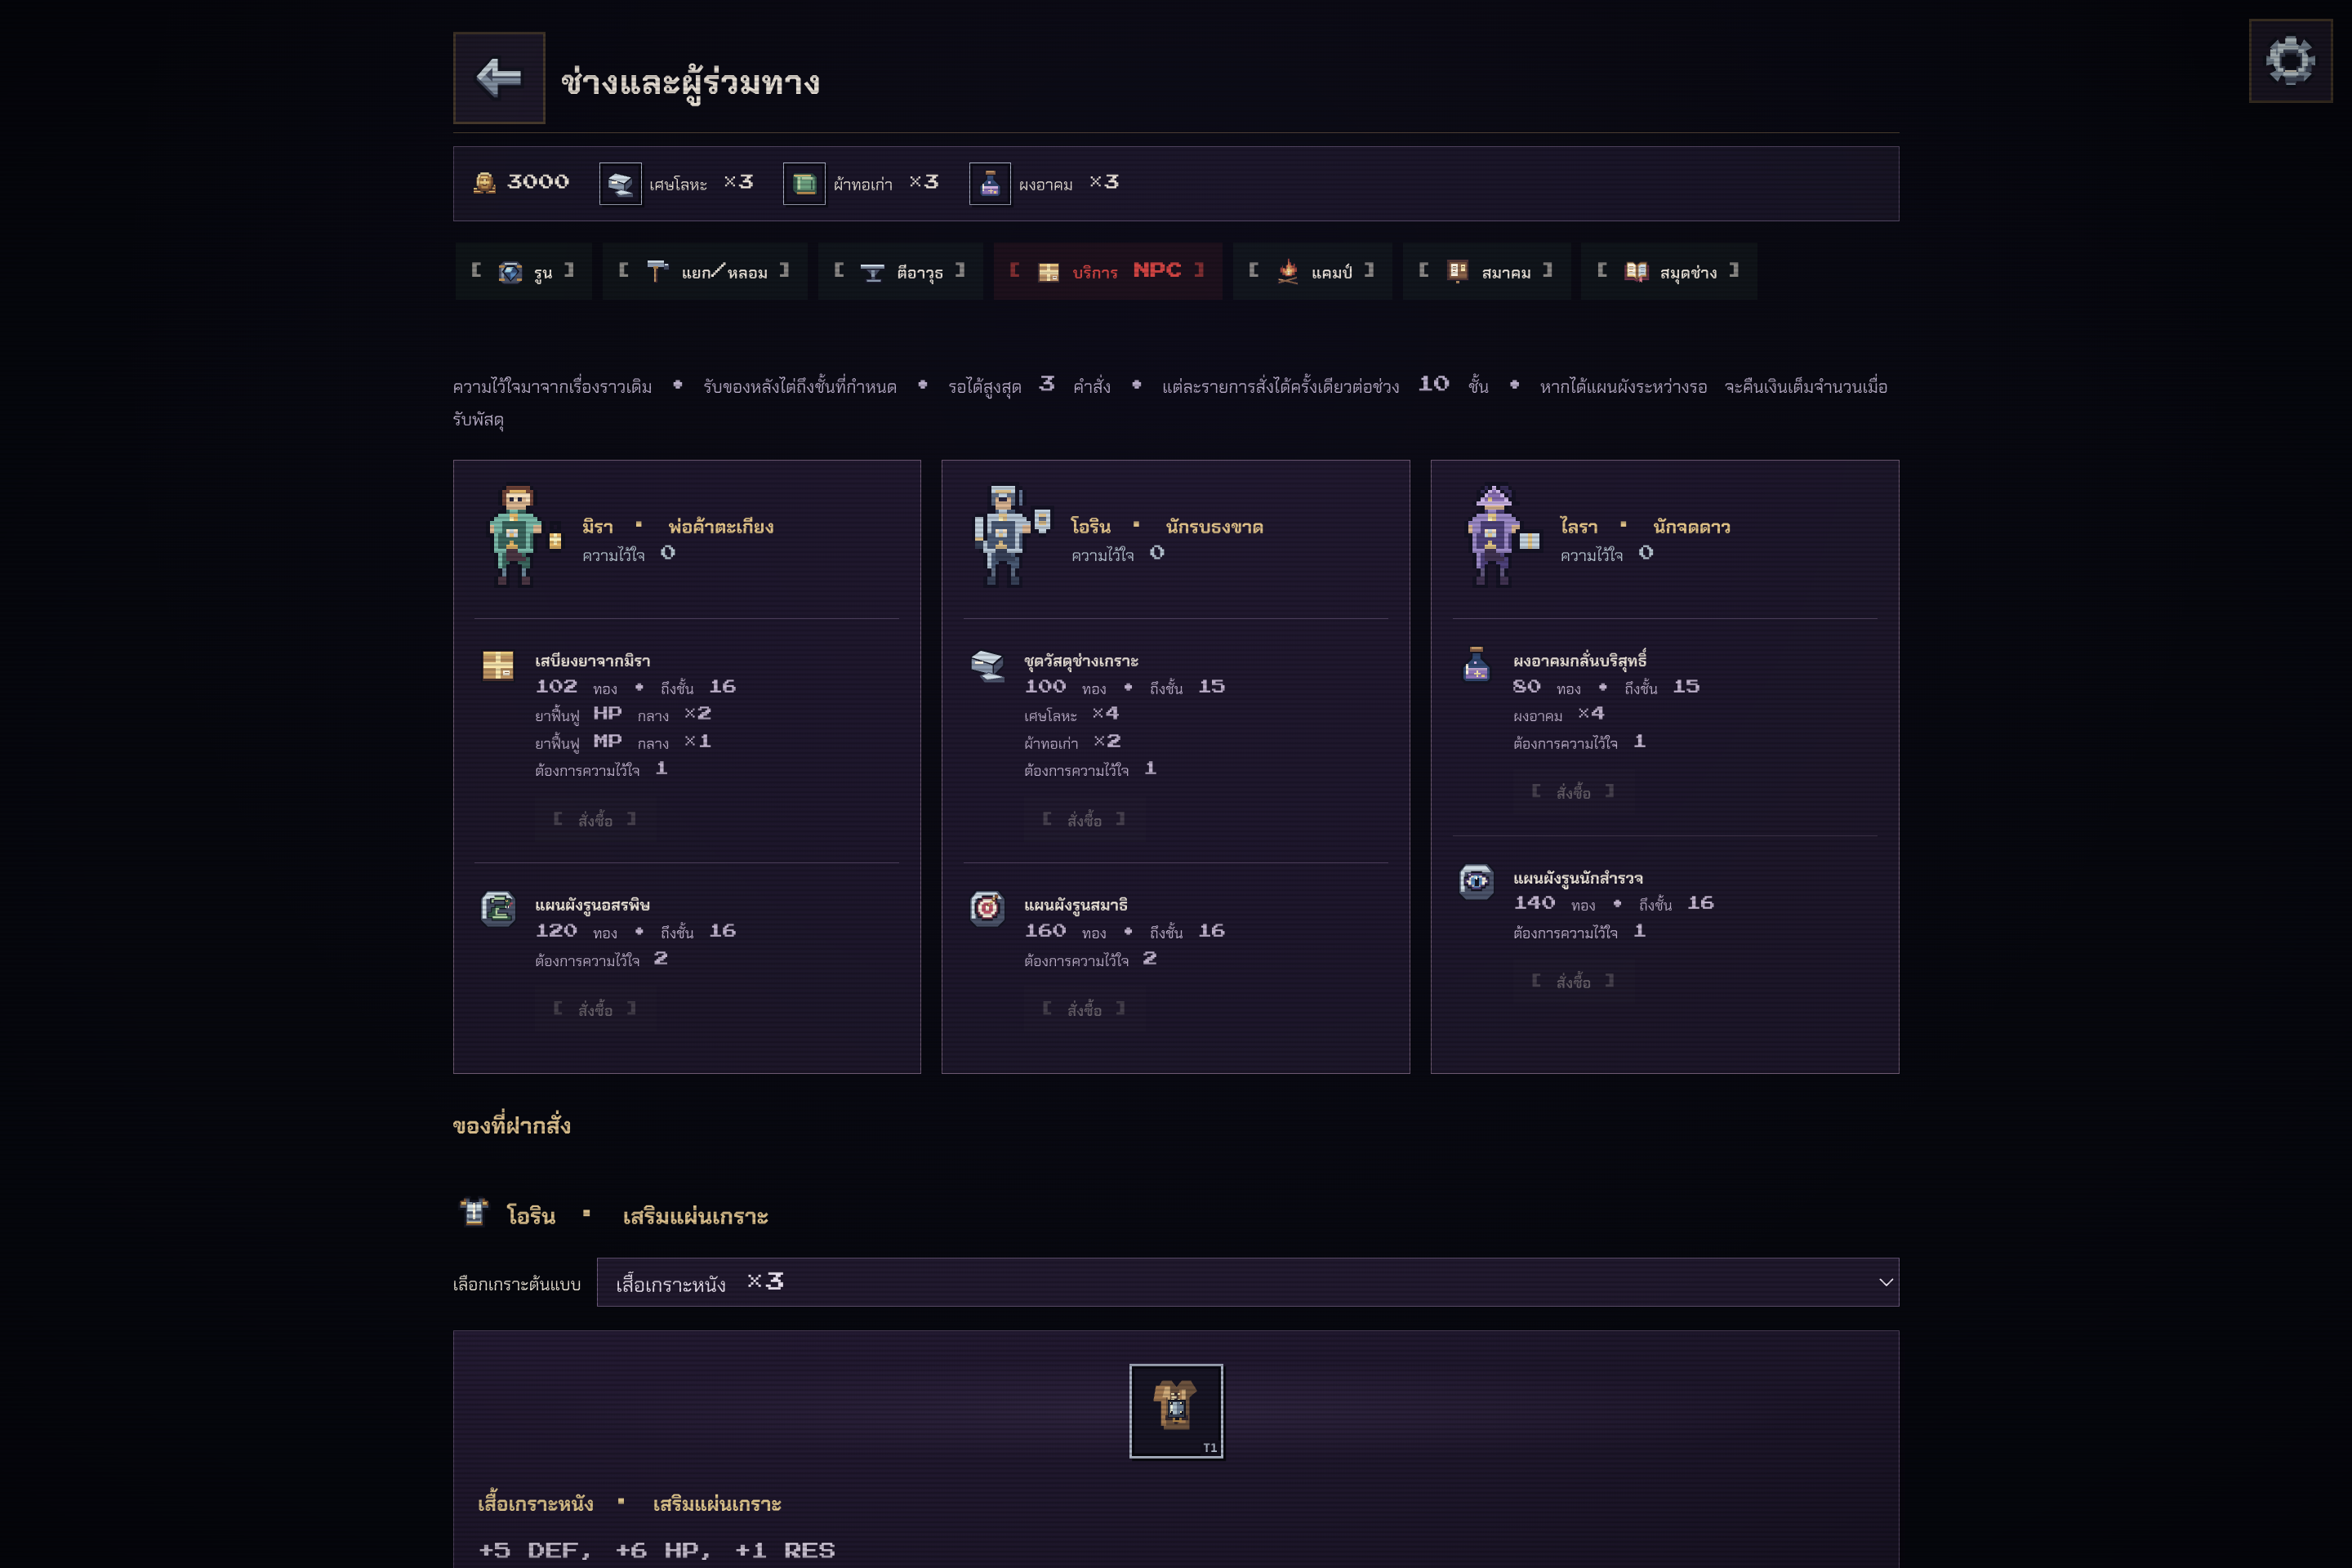 ช่างและผู้ร่วมทาง
3000 เศษโลหะ ×3 ผ้าทอเก่า ×3 ผงอาคม ×3
[ รูน ] [ แยก/หลอม ] [ ตีอาวุธ ] [ บริการ NPC ] [ แคมป์ ] [ สมาคม ] [ สมุดช่าง ]
ความไว้ใจมาจากเรื่องราวเดิม • รับของหลังไต่ถึงชั้นที่กำหนด • รอได้สูงสุด 3 คำสั่ง • แต่ละรายการสั่งได้ครั้งเดียวต่อช่วง 10 ชั้น • หากได้แผนผังระหว่างรอ จะคืนเงินเต็มจำนวนเมื่อ
รับพัสดุ
มิรา · พ่อค้าตะเกียง
ความไว้ใจ 0
เสบียงยาจากมิรา
102 ทอง • ถึงชั้น 16
ยาฟื้นฟู HP กลาง ×2
ยาฟื้นฟู MP กลาง ×1
ต้องการความไว้ใจ 1
[ สั่งซื้อ ]
แผนผังรูนอสรพิษ
120 ทอง • ถึงชั้น 16
ต้องการความไว้ใจ 2
[ สั่งซื้อ ]
โอริน · นักรบธงขาด
ความไว้ใจ 0
ชุดวัสดุช่างเกราะ
100 ทอง • ถึงชั้น 15
เศษโลหะ ×4
ผ้าทอเก่า ×2
ต้องการความไว้ใจ 1
[ สั่งซื้อ ]
แผนผังรูนสมาธิ
160 ทอง • ถึงชั้น 16
ต้องการความไว้ใจ 2
[ สั่งซื้อ ]
ไลรา · นักจดดาว
ความไว้ใจ 0
ผงอาคมกลั่นบริสุทธิ์
80 ทอง • ถึงชั้น 15
ผงอาคม ×4
ต้องการความไว้ใจ 1
[ สั่งซื้อ ]
แผนผังรูนนักสำรวจ
140 ทอง • ถึงชั้น 16
ต้องการความไว้ใจ 1
[ สั่งซื้อ ]
ของที่ฝากสั่ง
โอริน · เสริมแผ่นเกราะ
เลือกเกราะต้นแบบ เสื้อเกราะหนัง ×3
T1
เสื้อเกราะหนัง · เสริมแผ่นเกราะ
+5 DEF, +6 HP, +1 RES